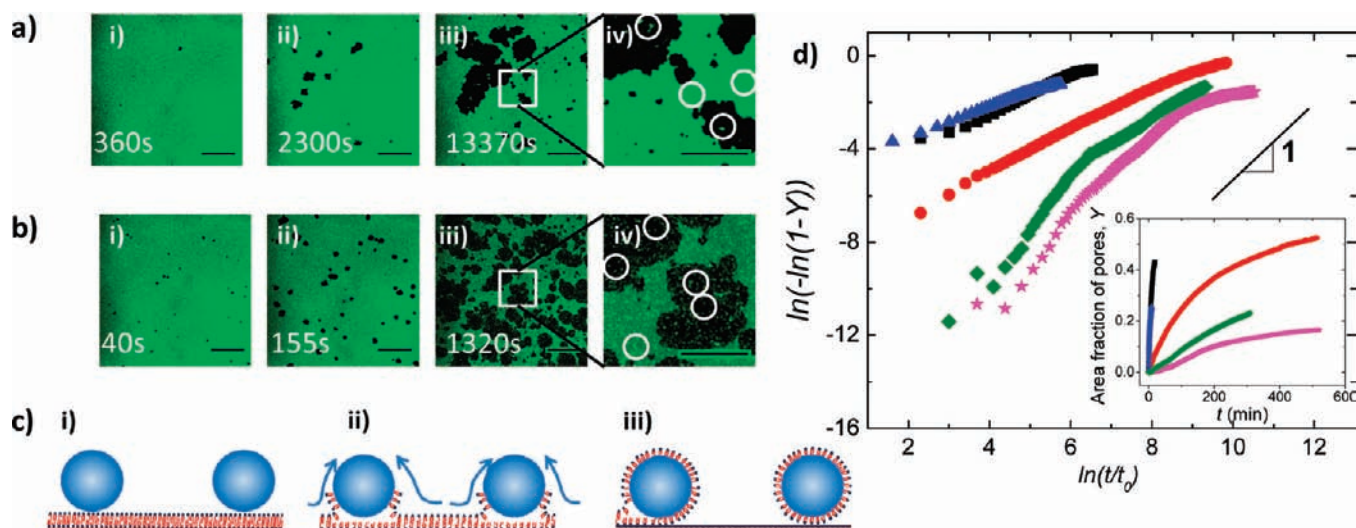 a)
i)
ii)
iii)
iv)
360s
2300s
13370s
b)
i)
ii)
iii)
iv)
40s
155s
1320s
c)
i)
ii)
iii)
d)
0
-4
-8
-12
-16
ln(-ln(1-Y))
2
4
6
8
10
12
ln(t/t₀)
1
0.6
0.4
0.2
0.0
Area fraction of pores, Y
0
200
400
600
t (min)